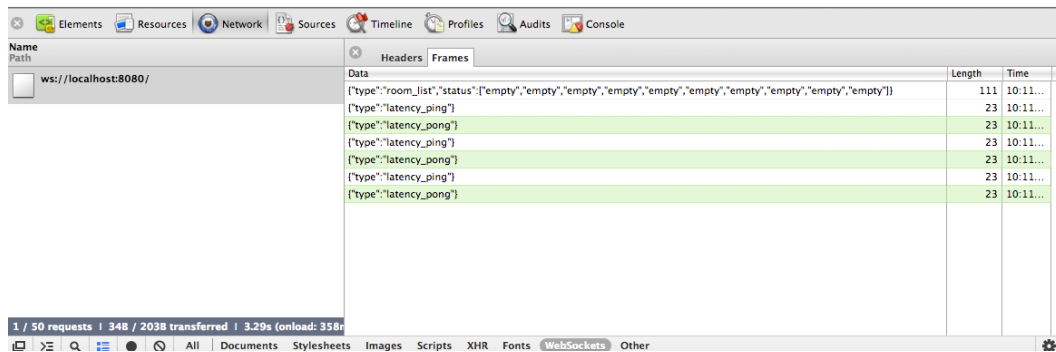 Elements Resources Network Sources Timeline Profiles Audits Console
Name
Path
Headers Frames
ws://localhost:8080/
Data Length Time
{"type":"room_list","status":["empty","empty","empty","empty","empty","empty","empty","empty","empty","empty"]} 111 10:11...
{"type":"latency_ping"} 23 10:11...
{"type":"latency_pong"} 23 10:11...
{"type":"latency_ping"} 23 10:11...
{"type":"latency_pong"} 23 10:11...
{"type":"latency_ping"} 23 10:11...
{"type":"latency_pong"} 23 10:11...
1 / 50 requests | 34B / 203B transferred | 3.29s (onload: 358m
All Documents Stylesheets Images Scripts XHR Fonts WebSockets Other